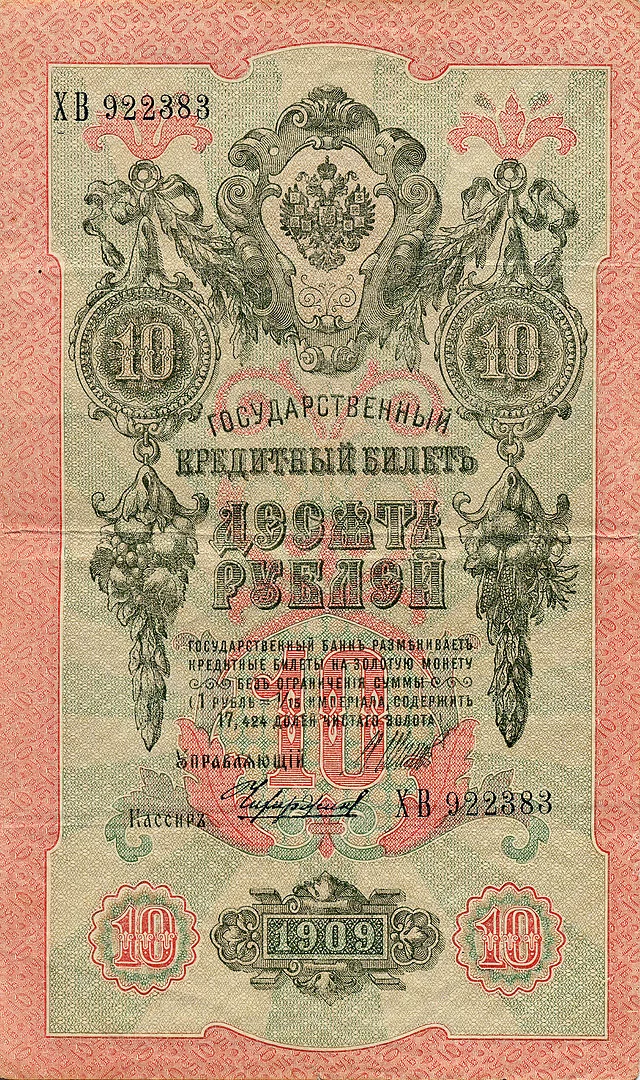 ХВ 922383
10 10
ГОСУДАРСТВЕННЫЙ
КРЕДИТНЫЙ БИЛЕТЪ
ДЕСЯТЬ
РУБЛЕЙ
ГОСУДАРСТВЕННЫЙ БАНКЪ РАЗМѢНИВАЕТЪ
КРЕДИТНЫЕ БИЛЕТЫ НА ЗОЛОТУЮ МОНЕТУ
БЕЗЪ ОГРАНИЧЕНІЯ СУММЫ
(1 РУБЛЬ = 1/15 ИМПЕРІАЛА, СОДЕРЖИТЪ
17,424 ДОЛЕЙ ЧИСТАГО ЗОЛОТА)
10
УПРАВЛЯЮЩІЙ
КАССИРЪ
ХВ 922383
10 1909 10